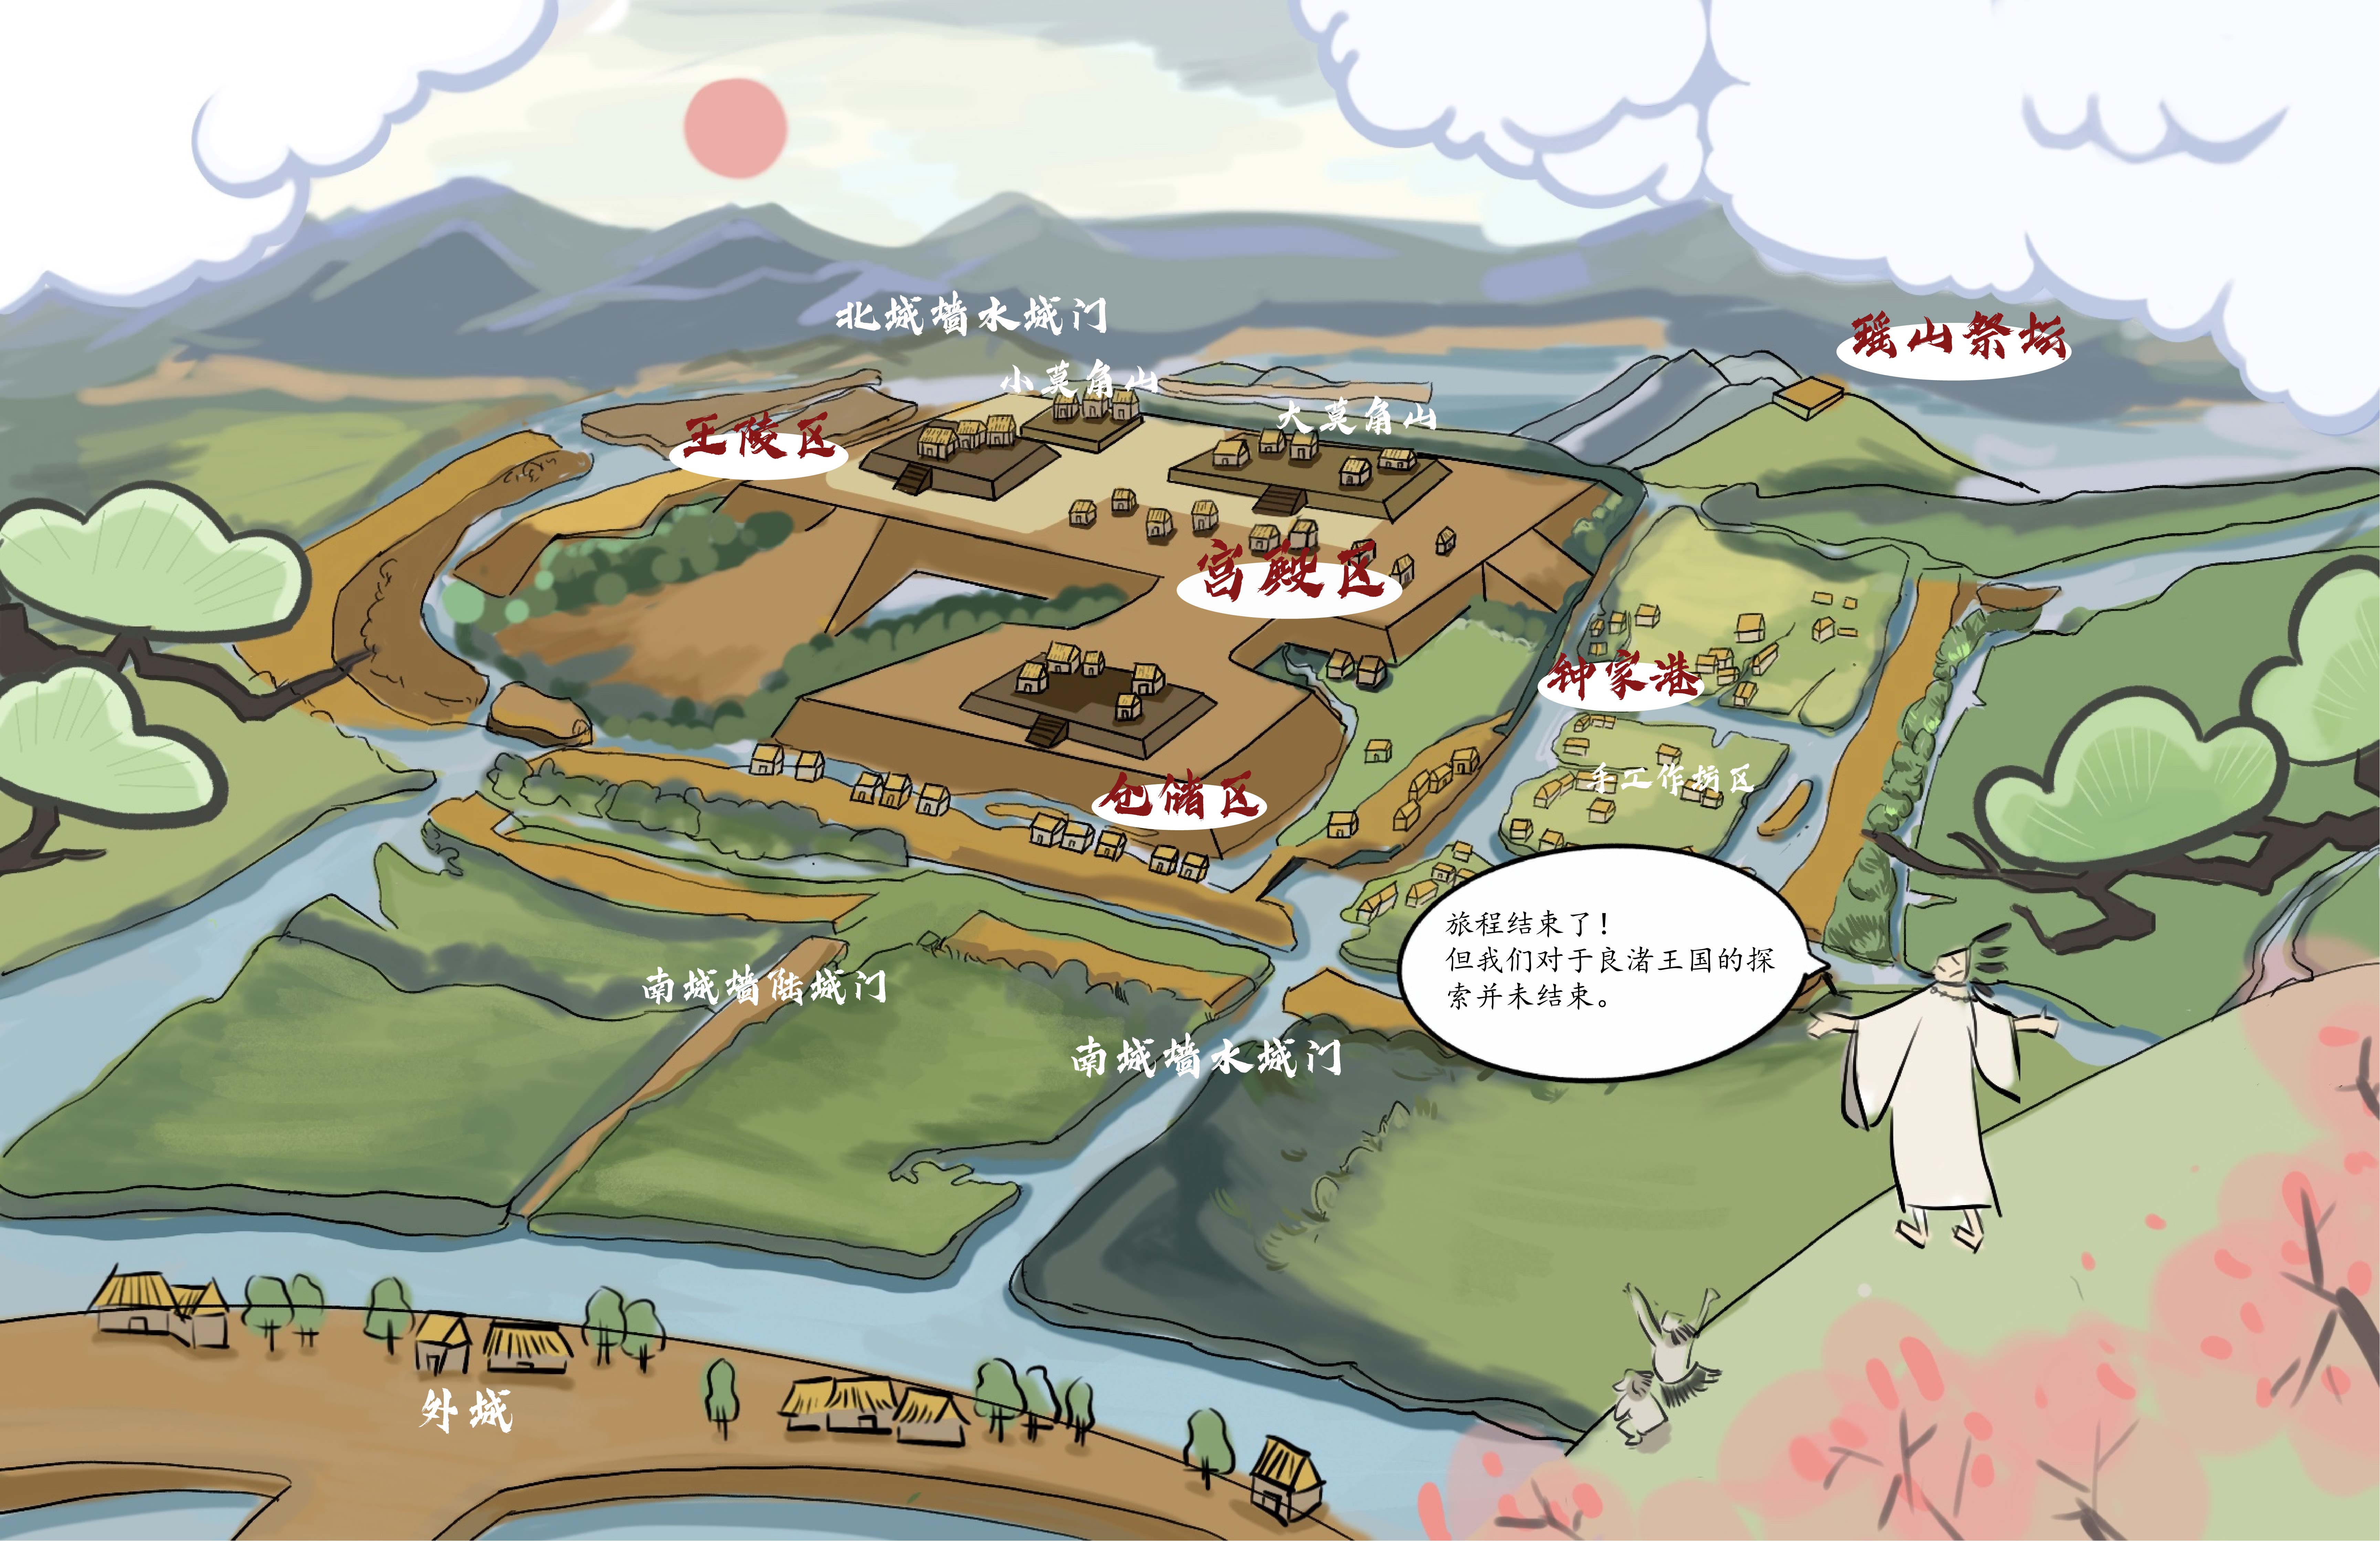 北城墙水城门
瑶山祭坛
小莫角山
大莫角山
王陵区
宫殿区
钟家港
手工作坊区
仓储区
旅程结束了！
但我们对于良渚王国的探
索并未结束。
南城墙陆城门
南城墙水城门
外城